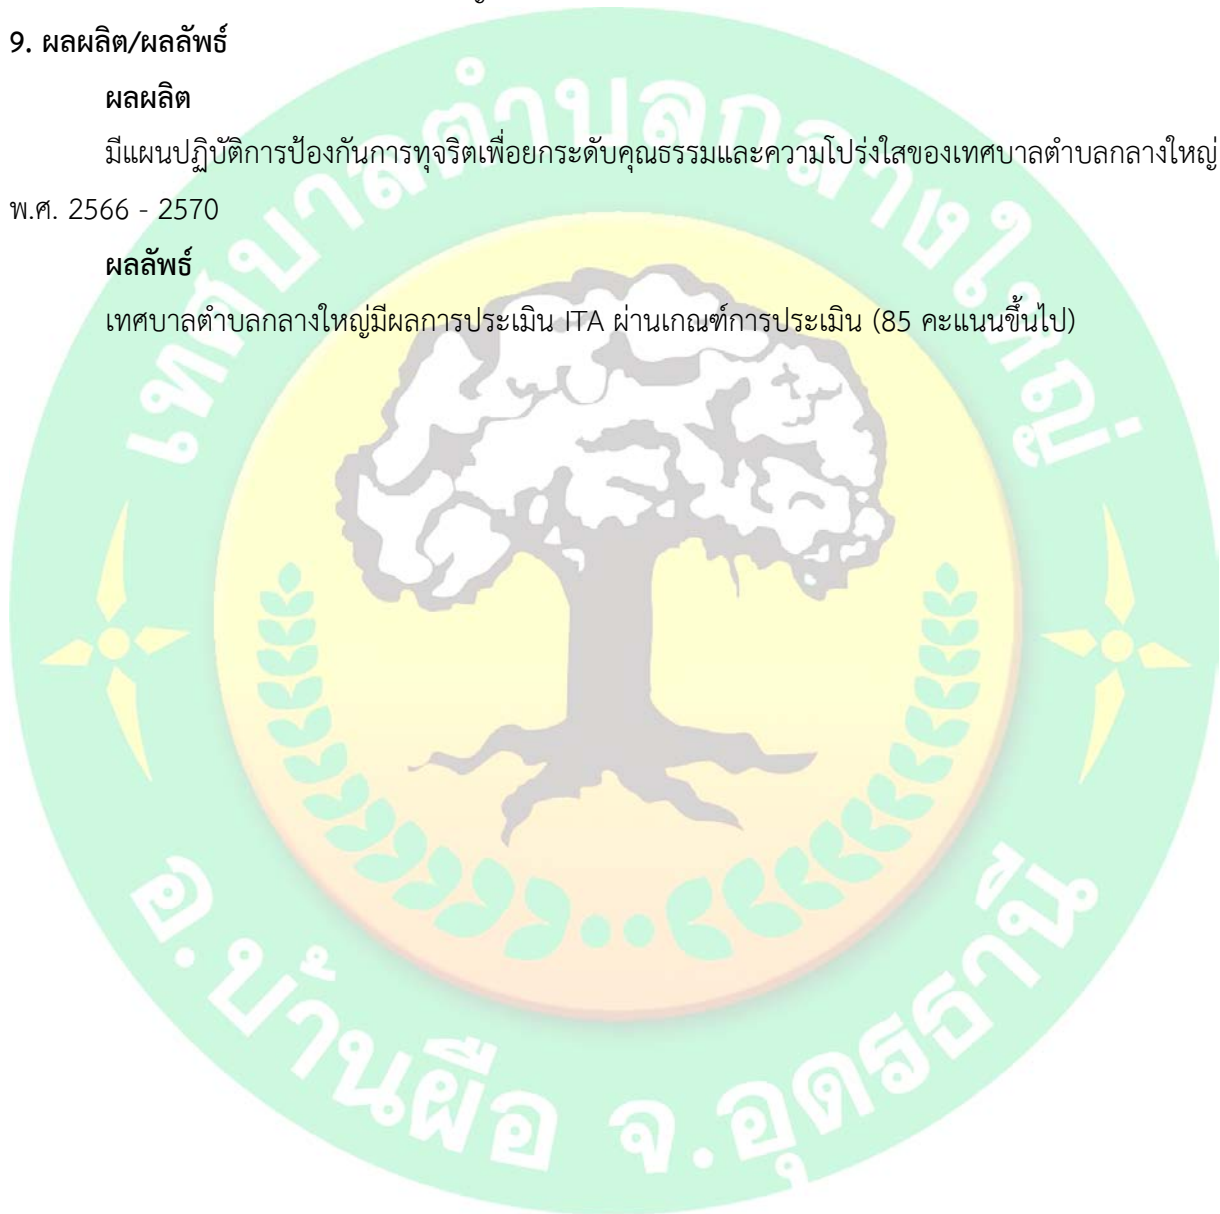 9. ผลผลิต/ผลลัพธ์
ผลผลิต
มีแผนปฏิบัติการป้องกันการทุจริตเพื่อยกระดับคุณธรรมและความโปร่งใสของเทศบาลตำบลกลางใหญ่
พ.ศ. 2566 - 2570
ผลลัพธ์
เทศบาลตำบลกลางใหญ่มีผลการประเมิน ITA ผ่านเกณฑ์การประเมิน (85 คะแนนขึ้นไป)
เทศบาลตำบลกลางใหญ่
อ.บ้านผือ จ.อุดรธานี